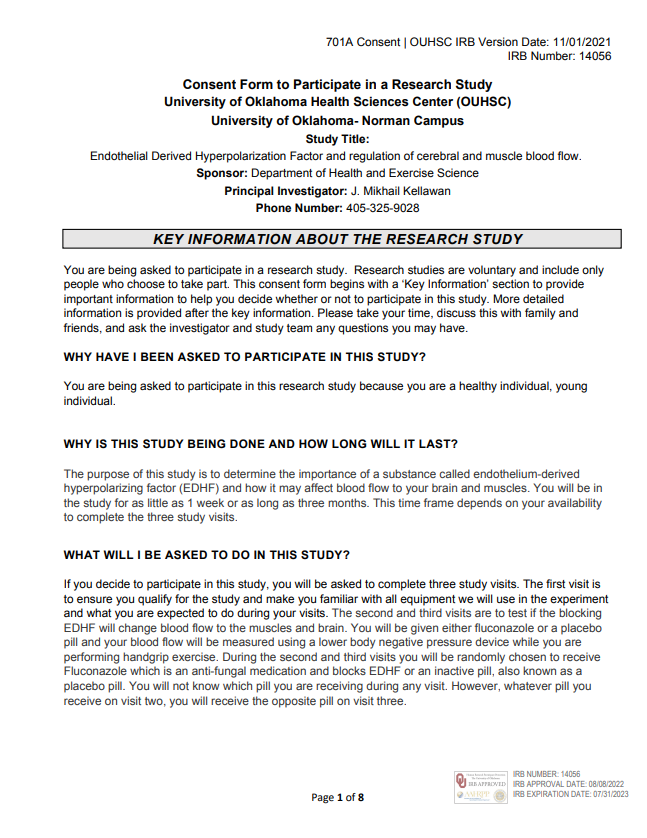 701A Consent | OUHSC IRB Version Date: 11/01/2021
IRB Number: 14056
Consent Form to Participate in a Research Study
University of Oklahoma Health Sciences Center (OUHSC)
University of Oklahoma- Norman Campus
Study Title:
Endothelial Derived Hyperpolarization Factor and regulation of cerebral and muscle blood flow.
Sponsor: Department of Health and Exercise Science
Principal Investigator: J. Mikhail Kellawan
Phone Number: 405-325-9028
KEY INFORMATION ABOUT THE RESEARCH STUDY
You are being asked to participate in a research study. Research studies are voluntary and include only
people who choose to take part. This consent form begins with a ‘Key Information’ section to provide
important information to help you decide whether or not to participate in this study. More detailed
information is provided after the key information. Please take your time, discuss this with family and
friends, and ask the investigator and study team any questions you may have.
WHY HAVE I BEEN ASKED TO PARTICIPATE IN THIS STUDY?
You are being asked to participate in this research study because you are a healthy individual, young
individual.
WHY IS THIS STUDY BEING DONE AND HOW LONG WILL IT LAST?
The purpose of this study is to determine the importance of a substance called endothelium-derived
hyperpolarizing factor (EDHF) and how it may affect blood flow to your brain and muscles. You will be in
the study for as little as 1 week or as long as three months. This time frame depends on your availability
to complete the three study visits.
WHAT WILL I BE ASKED TO DO IN THIS STUDY?
If you decide to participate in this study, you will be asked to complete three study visits. The first visit is
to ensure you qualify for the study and make you familiar with all equipment we will use in the experiment
and what you are expected to do during your visits. The second and third visits are to test if the blocking
EDHF will change blood flow to the muscles and brain. You will be given either fluconazole or a placebo
pill and your blood flow will be measured using a lower body negative pressure device while you are
performing handgrip exercise. During the second and third visits you will be randomly chosen to receive
Fluconazole which is an anti-fungal medication and blocks EDHF or an inactive pill, also known as a
placebo pill. You will not know which pill you are receiving during any visit. However, whatever pill you
receive on visit two, you will receive the opposite pill on visit three.
Page 1 of 8
IRB APPROVED
IRB NUMBER: 14056
IRB APPROVAL DATE: 08/08/2022
IRB EXPIRATION DATE: 07/31/2023